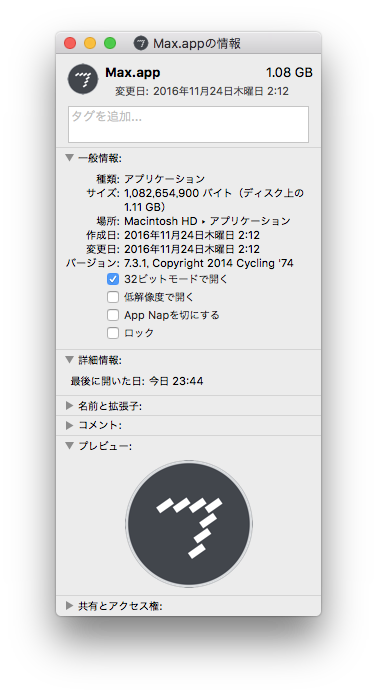 Max.appの情報
Max.app 1.08 GB
変更日: 2016年11月24日木曜日 2:12
タグを追加...
一般情報:
種類: アプリケーション
サイズ: 1,082,654,900 バイト（ディスク上の
1.11 GB）
場所: Macintosh HD ▸ アプリケーション
作成日: 2016年11月24日木曜日 2:12
変更日: 2016年11月24日木曜日 2:12
バージョン: 7.3.1, Copyright 2014 Cycling '74
32ビットモードで開く
低解像度で開く
App Napを切にする
ロック
詳細情報:
最後に開いた日: 今日 23:44
名前と拡張子:
コメント:
プレビュー:
共有とアクセス権: